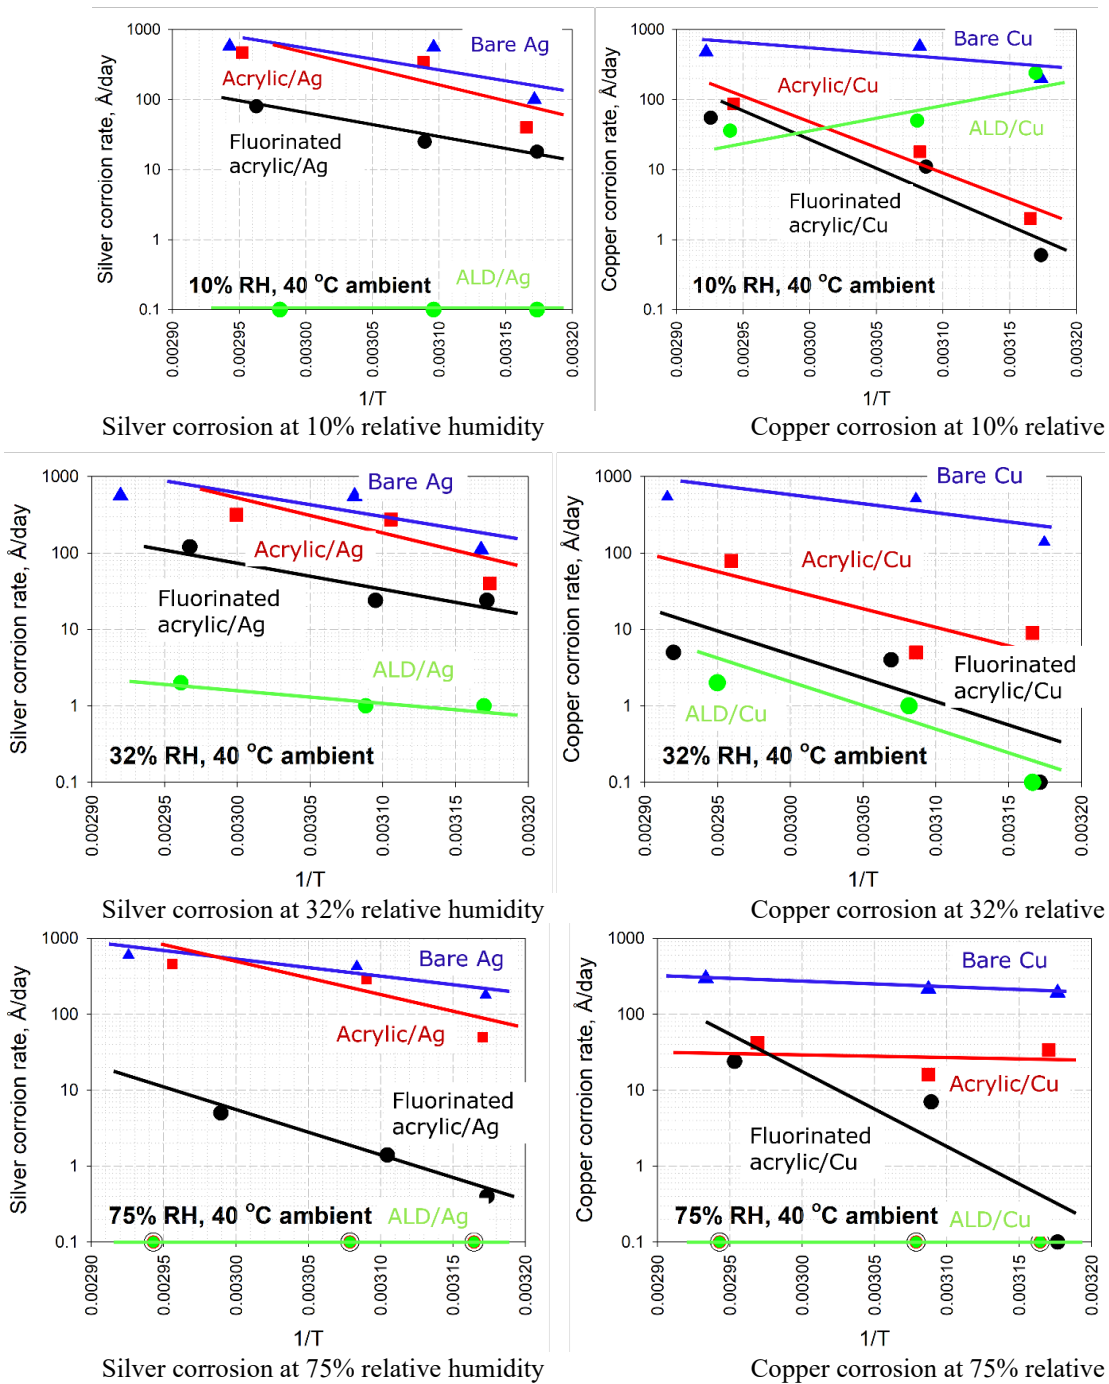 1000
100
10
1
0.1
Silver corroion rate, Å/day
Bare Ag
Acrylic/Ag
Fluorinated
acrylic/Ag
ALD/Ag
10% RH, 40 °C ambient
0.00290
0.00295
0.00300
0.00305
0.00310
0.00315
0.00320
1/T
Silver corrosion at 10% relative humidity
1000
100
10
1
0.1
Copper corroion rate, Å/day
Bare Cu
Acrylic/Cu
ALD/Cu
Fluorinated
acrylic/Cu
10% RH, 40 °C ambient
0.00290
0.00295
0.00300
0.00305
0.00310
0.00315
0.00320
1/T
Copper corrosion at 10% relative
1000
100
10
1
0.1
Silver corroion rate, Å/day
Bare Ag
Acrylic/Ag
Fluorinated
acrylic/Ag
ALD/Ag
32% RH, 40 °C ambient
0.00290
0.00295
0.00300
0.00305
0.00310
0.00315
0.00320
1/T
Silver corrosion at 32% relative humidity
1000
100
10
1
0.1
Copper corroion rate, Å/day
Bare Cu
Acrylic/Cu
Fluorinated
acrylic/Cu
ALD/Cu
32% RH, 40 °C ambient
0.00290
0.00295
0.00300
0.00305
0.00310
0.00315
0.00320
1/T
Copper corrosion at 32% relative
1000
100
10
1
0.1
Silver corroion rate, Å/day
Bare Ag
Acrylic/Ag
Fluorinated
acrylic/Ag
ALD/Ag
75% RH, 40 °C ambient
0.00290
0.00295
0.00300
0.00305
0.00310
0.00315
0.00320
1/T
Silver corrosion at 75% relative humidity
1000
100
10
1
0.1
Copper corroion rate, Å/day
Bare Cu
Acrylic/Cu
Fluorinated
acrylic/Cu
ALD/Cu
75% RH, 40 °C ambient
0.00290
0.00295
0.00300
0.00305
0.00310
0.00315
0.00320
1/T
Copper corrosion at 75% relative